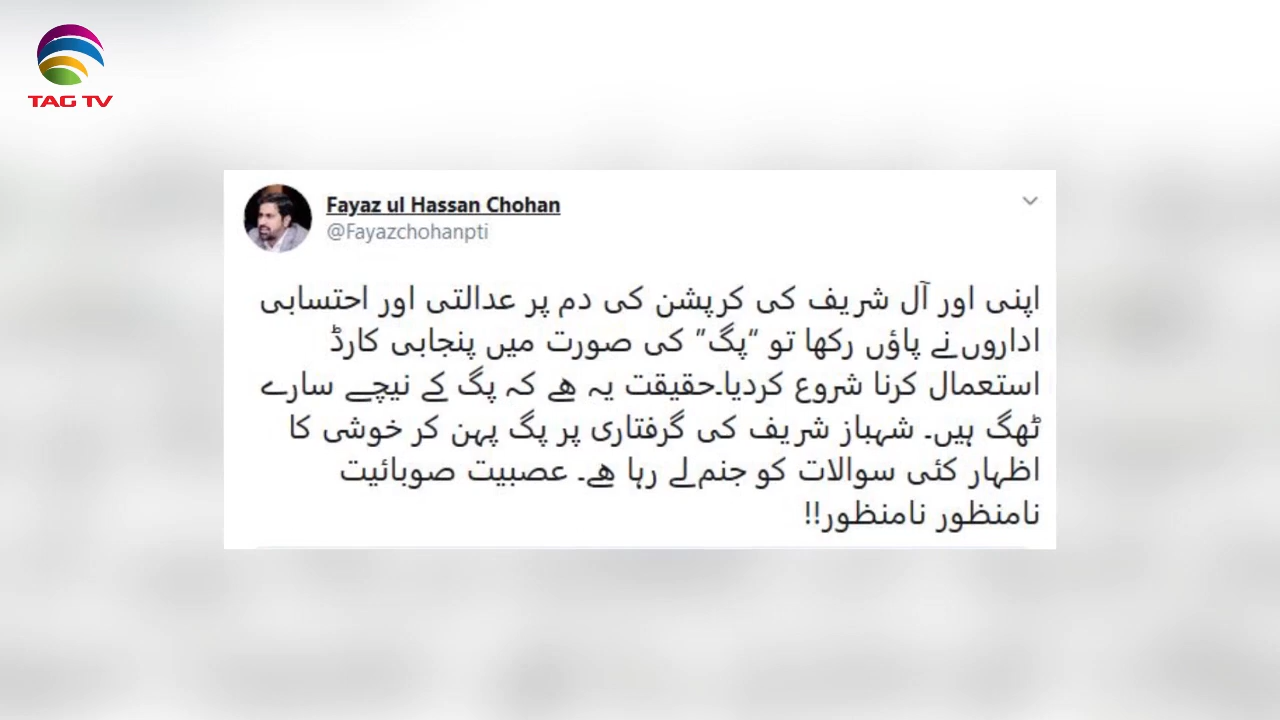 TAG TV
Fayaz ul Hassan Chohan
@Fayazchohanpti
اپنی اور آل شریف کی کرپشن کی دم پر عدالتی اور احتسابی
اداروں نے پاؤں رکھا تو “پگ” کی صورت میں پنجابی کارڈ
استعمال کرنا شروع کردیا۔حقیقت یہ ھے کہ پگ کے نیچے سارے
ٹھگ ہیں۔ شہباز شریف کی گرفتاری پر پگ پہن کر خوشی کا
اظہار کئی سوالات کو جنم لے رہا ھے۔ عصبیت صوبائیت
نامنظور نامنظور!!